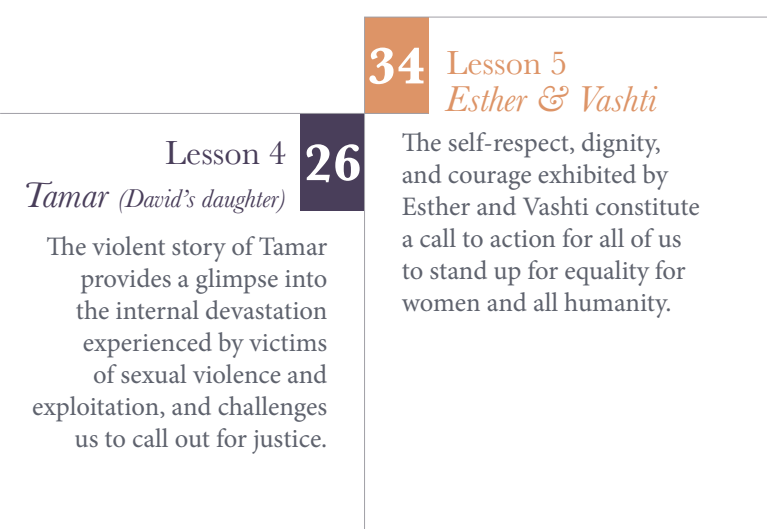 Lesson 4
Tamar (David’s daughter)
26
The violent story of Tamar
provides a glimpse into
the internal devastation
experienced by victims
of sexual violence and
exploitation, and challenges
us to call out for justice.
34
Lesson 5
Esther & Vashti
The self-respect, dignity,
and courage exhibited by
Esther and Vashti constitute
a call to action for all of us
to stand up for equality for
women and all humanity.